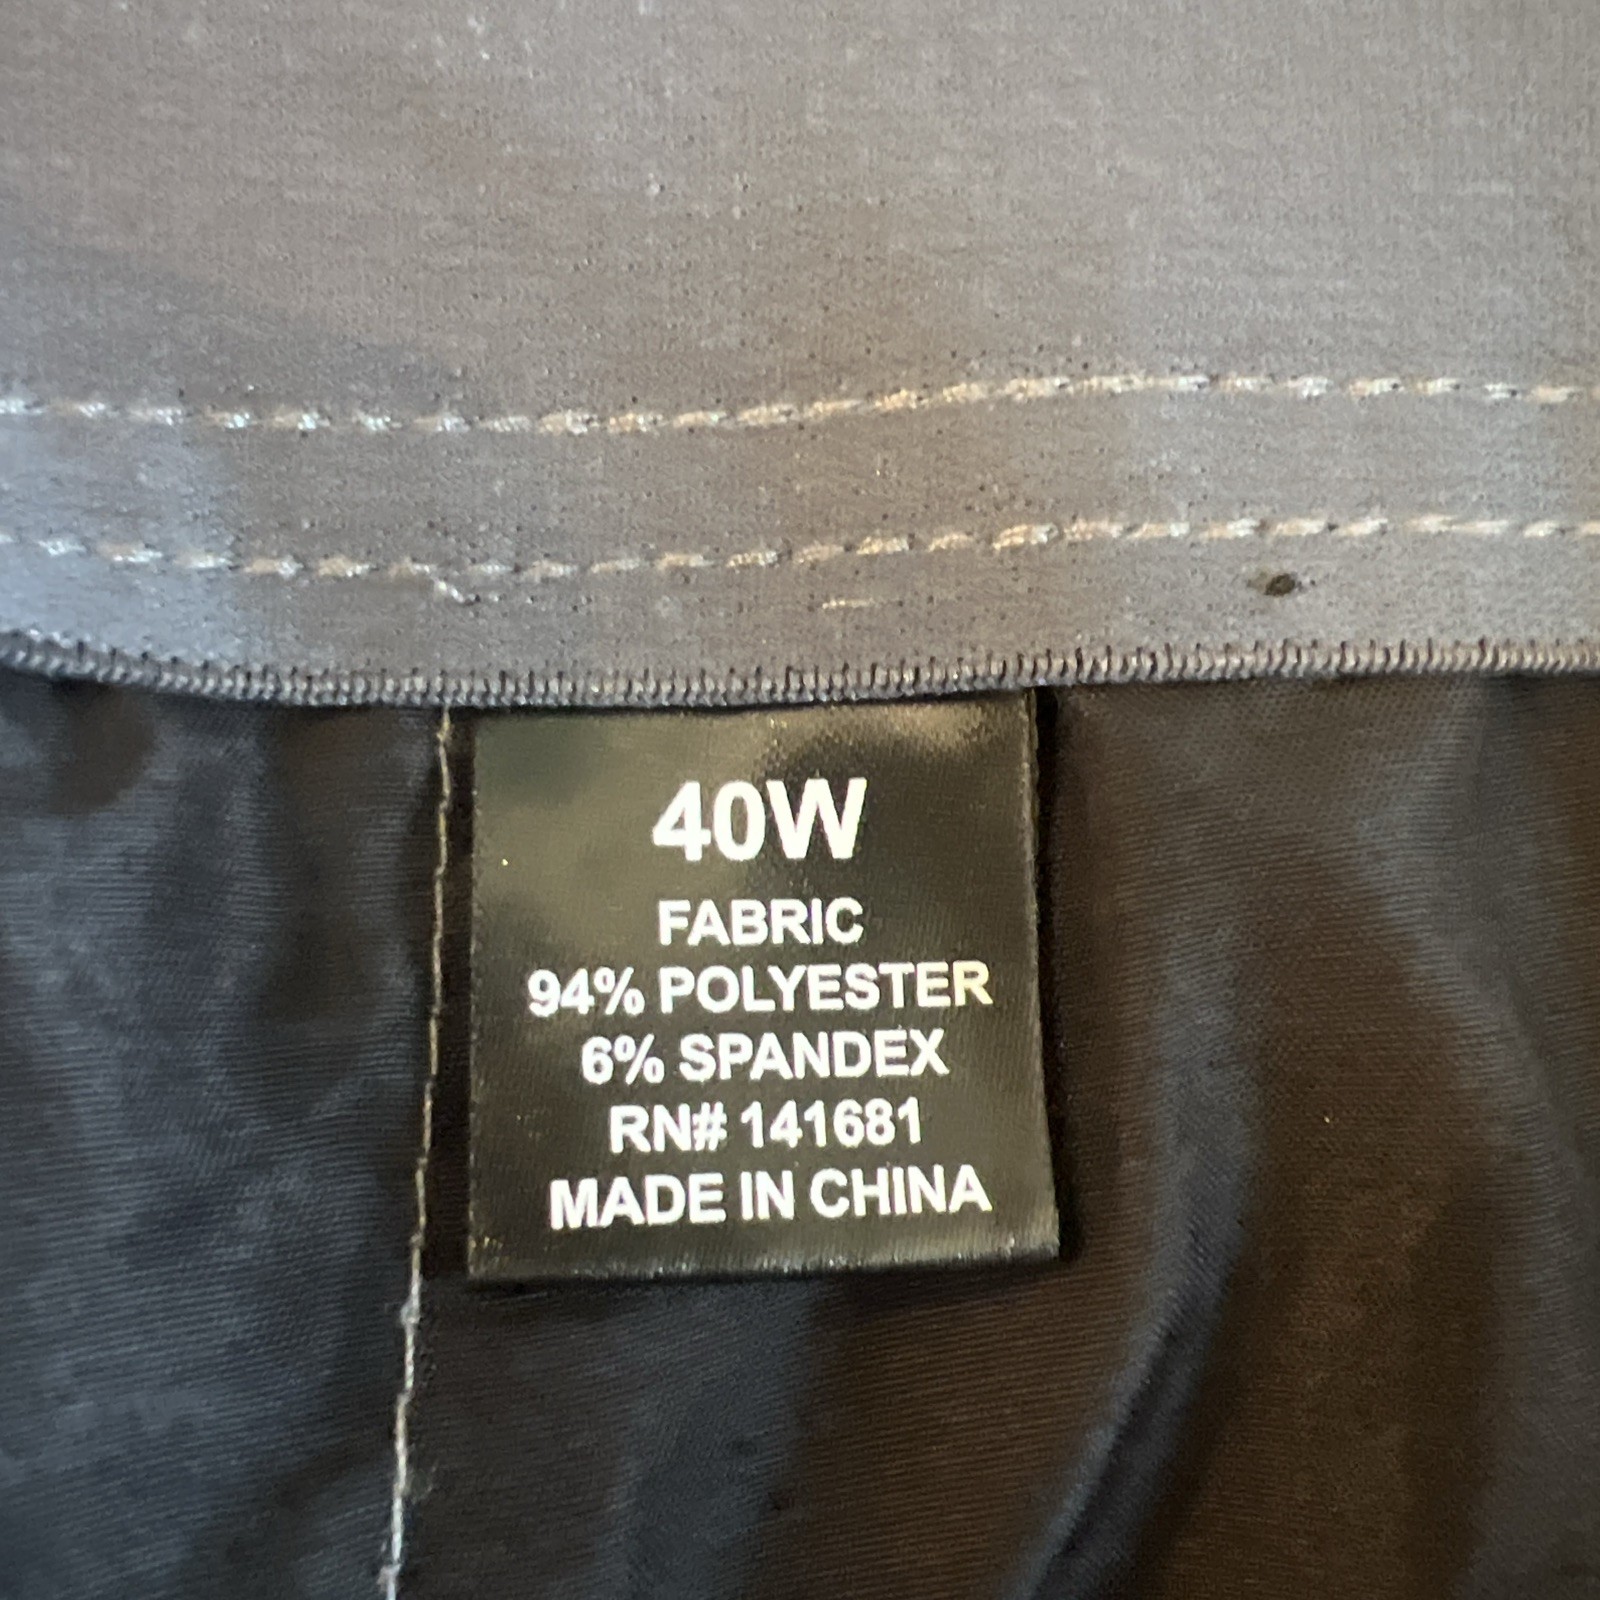 40W
FABRIC
94% POLYESTER
6% SPANDEX
RN# 141681
MADE IN CHINA